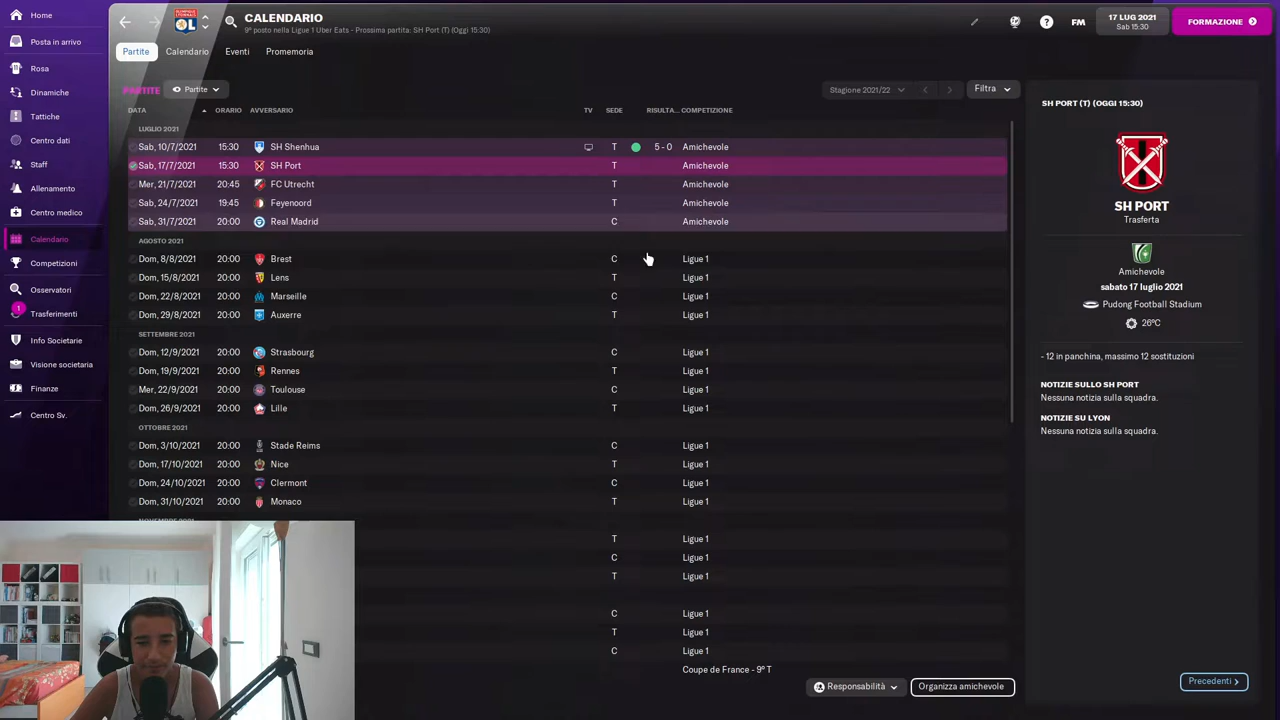 Home
Posta in arrivo
Rosa
Dinamiche
Tattiche
Centro dati
Staff
Allenamento
Centro medico
Calendario
Competizioni
Osservatori
1
Trasferimenti
Info Societarie
Visione societaria
Finanze
Centro Sv.
OL
CALENDARIO
9ª posto nella Ligue 1 Uber Eats - Prossima partita: SH Port (T) (Oggi 15:30)
FM
17 LUG 2021
Sab 15:30
FORMAZIONE
Partite Calendario Eventi Promemoria
PARTITE Partite Stagione 2021/22 Filtra
DATA ORARIO AVVERSARIO TV SEDE RISULTA... COMPETIZIONE
LUGLIO 2021
Sab, 10/7/2021 15:30 SH Shenhua T 5 - 0 Amichevole
Sab, 17/7/2021 15:30 SH Port T Amichevole
Mer, 21/7/2021 20:45 FC Utrecht T Amichevole
Sab, 24/7/2021 19:45 Feyenoord T Amichevole
Sab, 31/7/2021 20:00 Real Madrid C Amichevole
AGOSTO 2021
Dom, 8/8/2021 20:00 Brest C Ligue 1
Dom, 15/8/2021 20:00 Lens T Ligue 1
Dom, 22/8/2021 20:00 Marseille C Ligue 1
Dom, 29/8/2021 20:00 Auxerre T Ligue 1
SETTEMBRE 2021
Dom, 12/9/2021 20:00 Strasbourg C Ligue 1
Dom, 19/9/2021 20:00 Rennes T Ligue 1
Mer, 22/9/2021 20:00 Toulouse C Ligue 1
Dom, 26/9/2021 20:00 Lille T Ligue 1
OTTOBRE 2021
Dom, 3/10/2021 20:00 Stade Reims C Ligue 1
Dom, 17/10/2021 20:00 Nice T Ligue 1
Dom, 24/10/2021 20:00 Clermont C Ligue 1
Dom, 31/10/2021 20:00 Monaco T Ligue 1
T Ligue 1
C Ligue 1
T Ligue 1
C Ligue 1
T Ligue 1
C Ligue 1
Coupe de France - 9º T
Responsabilità Organizza amichevole
SH PORT (T) (OGGI 15:30)
SH PORT
Trasferta
Amichevole
sabato 17 luglio 2021
Pudong Football Stadium
26°C
- 12 in panchina, massimo 12 sostituzioni
NOTIZIE SULLO SH PORT
Nessuna notizia sulla squadra.
NOTIZIE SU LYON
Nessuna notizia sulla squadra.
Precedenti